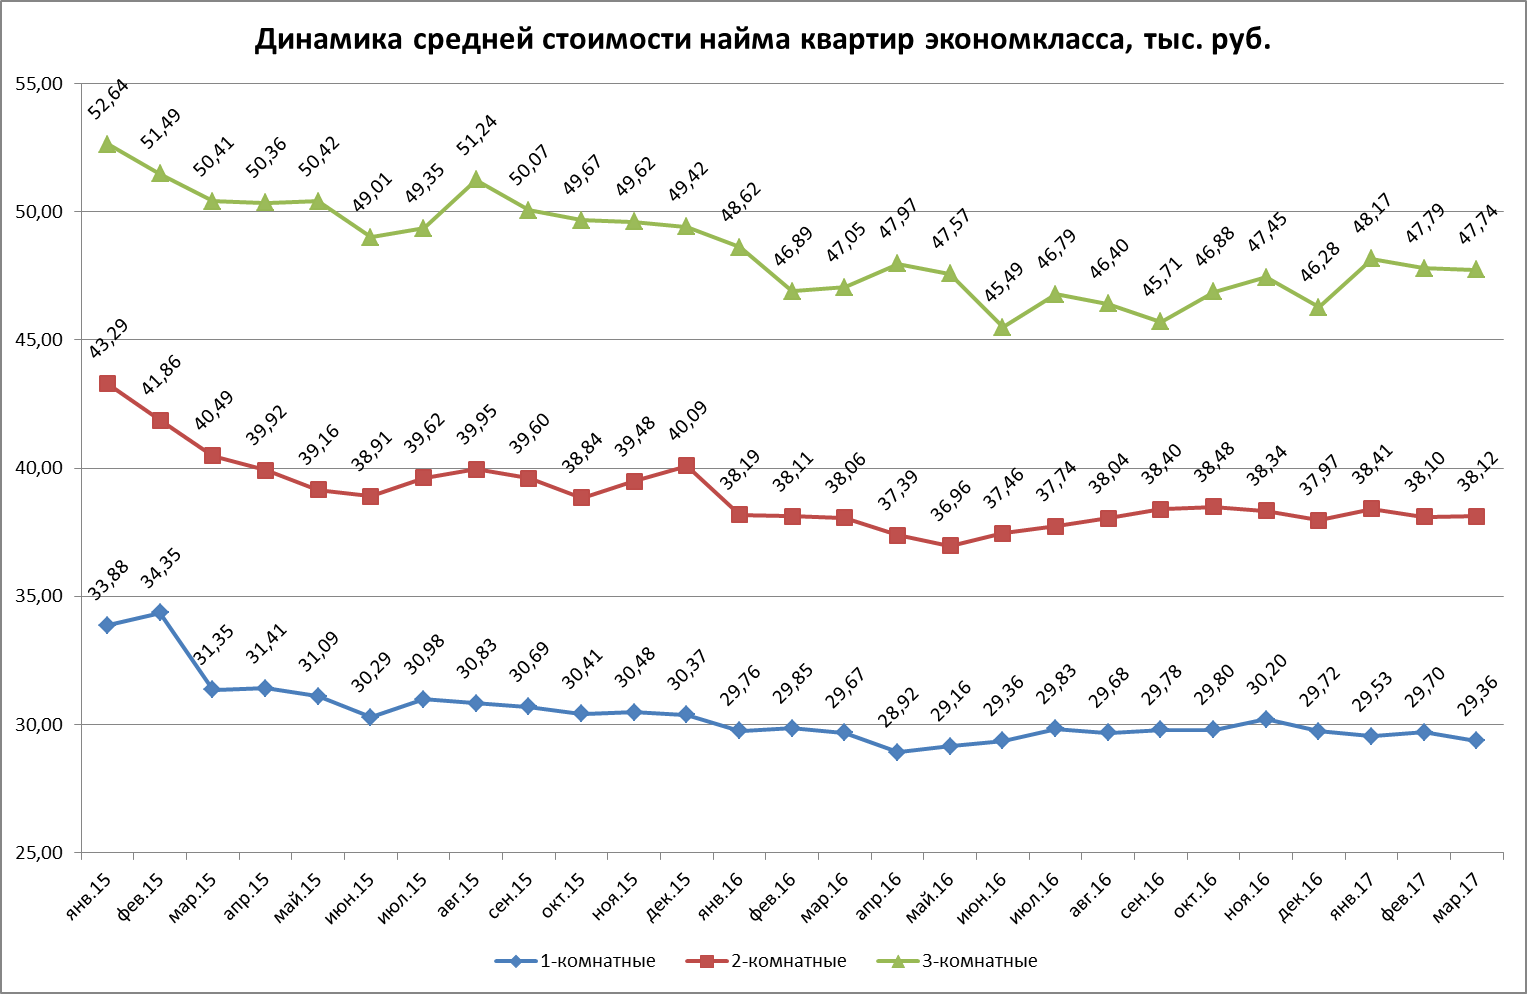 Динамика средней стоимости найма квартир экономкласса, тыс. руб.
55,00
50,00
45,00
40,00
35,00
30,00
25,00
52,64 51,49 50,41 50,36 50,42 49,01 49,35 51,24 50,07 49,67 49,62 49,42 48,62 46,89 47,05 47,97 47,57 45,49 46,79 46,40 45,71 46,88 47,45 46,28 48,17 47,79 47,74
43,29 41,86 40,49 39,92 39,16 38,91 39,62 39,95 39,60 38,84 39,48 40,09 38,19 38,11 38,06 37,39 36,96 37,46 37,74 38,04 38,40 38,48 38,34 37,97 38,41 38,10 38,12
33,88 34,35 31,35 31,41 31,09 30,29 30,98 30,83 30,69 30,41 30,48 30,37 29,76 29,85 29,67 28,92 29,16 29,36 29,83 29,68 29,78 29,80 30,20 29,72 29,53 29,70 29,36
янв.15 фев.15 мар.15 апр.15 май.15 июн.15 июл.15 авг.15 сен.15 окт.15 ноя.15 дек.15 янв.16 фев.16 мар.16 апр.16 май.16 июн.16 июл.16 авг.16 сен.16 окт.16 ноя.16 дек.16 янв.17 фев.17 мар.17
1-комнатные 2-комнатные 3-комнатные